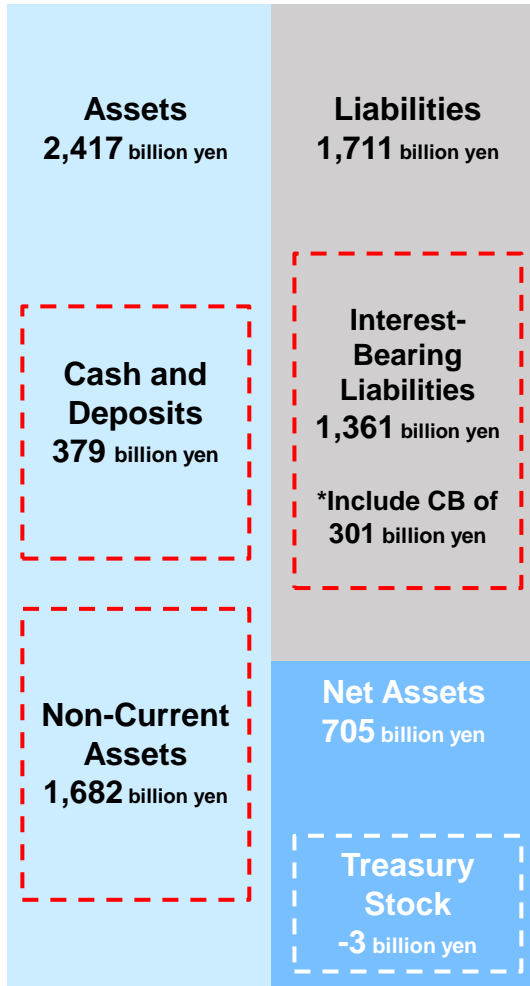 Assets
2,417 billion yen
Cash and
Deposits
379 billion yen
Non-Current
Assets
1,682 billion yen
Liabilities
1,711 billion yen
Interest-
Bearing
Liabilities
1,361 billion yen
*Include CB of
301 billion yen
Net Assets
705 billion yen
Treasury
Stock
-3 billion yen